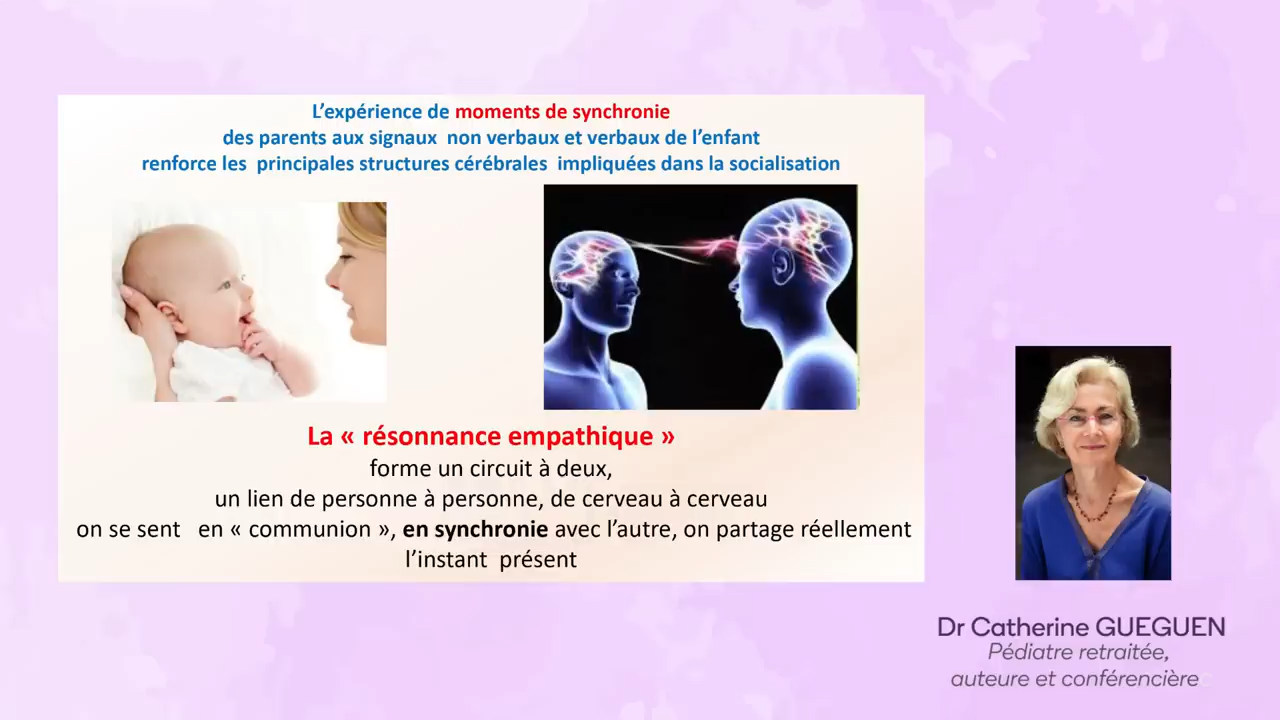 L'expérience de moments de synchronie
des parents aux signaux non verbaux et verbaux de l'enfant
renforce les principales structures cérébrales impliquées dans la socialisation
La « résonnance empathique »
forme un circuit à deux,
un lien de personne à personne, de cerveau à cerveau
on se sent en « communion », en synchronie avec l'autre, on partage réellement
l'instant présent
Dr Catherine GUEGUEN
Pédiatre retraitée,
auteure et conférencière